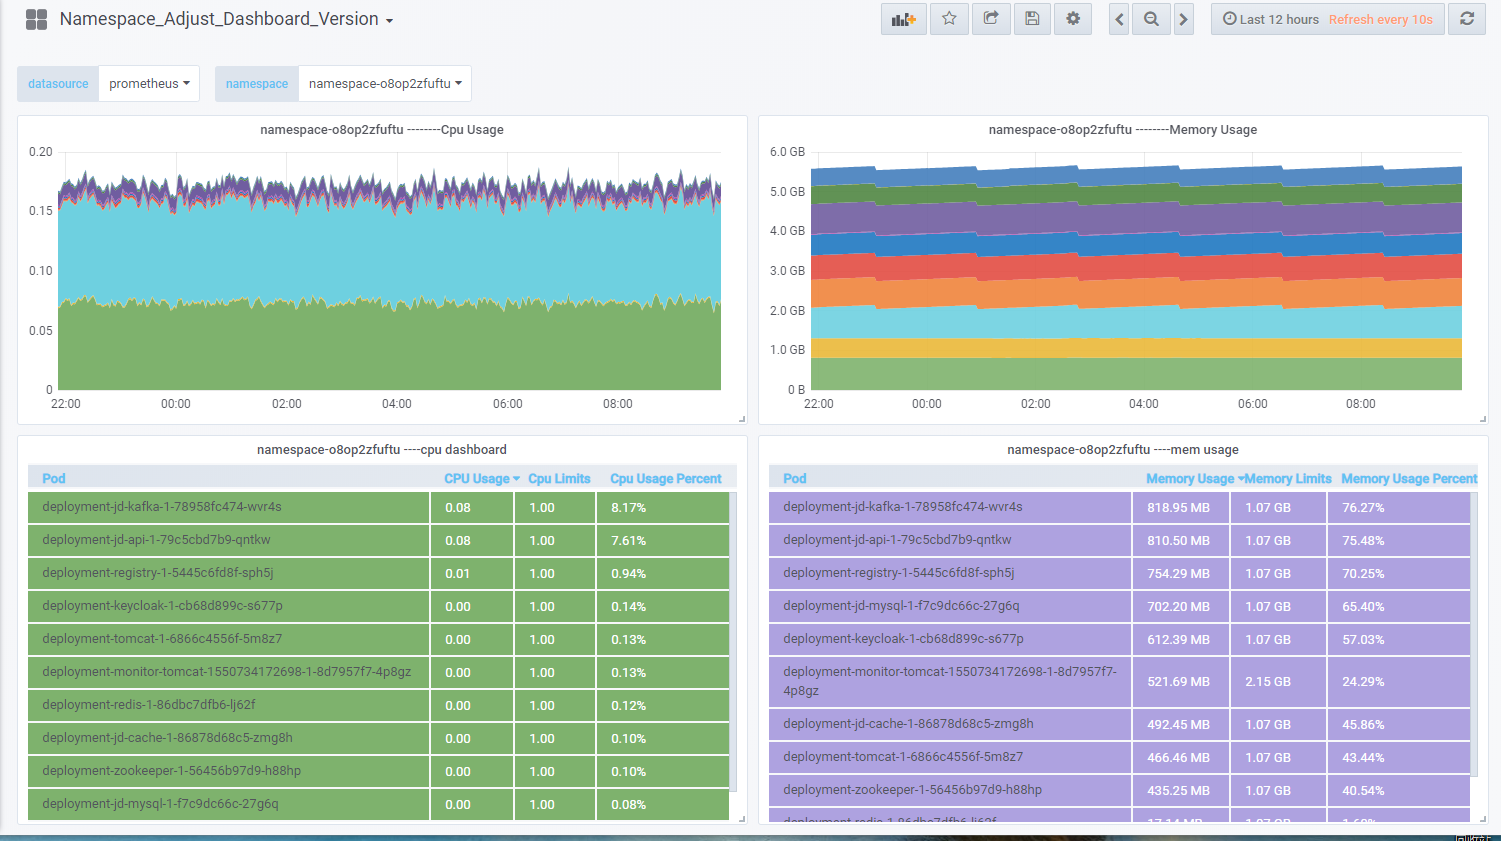 Namespace_Adjust_Dashboard_Version
Last 12 hours Refresh every 10s
datasource prometheus namespace namespace-o8op2zfuftu
namespace-o8op2zfuftu --------Cpu Usage
0.20
0.15
0.10
0.05
0
22:00 00:00 02:00 04:00 06:00 08:00
namespace-o8op2zfuftu --------Memory Usage
6.0 GB
5.0 GB
4.0 GB
3.0 GB
2.0 GB
1.0 GB
0 B
22:00 00:00 02:00 04:00 06:00 08:00
namespace-o8op2zfuftu ----cpu dashboard
Pod CPU Usage Cpu Limits Cpu Usage Percent
deployment-jd-kafka-1-78958fc474-wvr4s 0.08 1.00 8.17%
deployment-jd-api-1-79c5cbd7b9-qntkw 0.08 1.00 7.61%
deployment-registry-1-5445c6fd8f-sph5j 0.01 1.00 0.94%
deployment-keycloak-1-cb68d899c-s677p 0.00 1.00 0.14%
deployment-tomcat-1-6866c4556f-5m8z7 0.00 1.00 0.13%
deployment-monitor-tomcat-1550734172698-1-8d7957f7-4p8gz 0.00 1.00 0.13%
deployment-redis-1-86dbc7dfb6-lj62f 0.00 1.00 0.12%
deployment-jd-cache-1-86878d68c5-zmg8h 0.00 1.00 0.10%
deployment-zookeeper-1-56456b97d9-h88hp 0.00 1.00 0.10%
deployment-jd-mysql-1-f7c9dc66c-27g6q 0.00 1.00 0.08%
namespace-o8op2zfuftu ----mem usage
Pod Memory Usage Memory Limits Memory Usage Percent
deployment-jd-kafka-1-78958fc474-wvr4s 818.95 MB 1.07 GB 76.27%
deployment-jd-api-1-79c5cbd7b9-qntkw 810.50 MB 1.07 GB 75.48%
deployment-registry-1-5445c6fd8f-sph5j 754.29 MB 1.07 GB 70.25%
deployment-jd-mysql-1-f7c9dc66c-27g6q 702.20 MB 1.07 GB 65.40%
deployment-keycloak-1-cb68d899c-s677p 612.39 MB 1.07 GB 57.03%
deployment-monitor-tomcat-1550734172698-1-8d7957f7-
4p8gz 521.69 MB 2.15 GB 24.29%
deployment-jd-cache-1-86878d68c5-zmg8h 492.45 MB 1.07 GB 45.86%
deployment-tomcat-1-6866c4556f-5m8z7 466.46 MB 1.07 GB 43.44%
deployment-zookeeper-1-56456b97d9-h88hp 435.25 MB 1.07 GB 40.54%
deployment-redis-1-86dbc7dfb6-lj62f